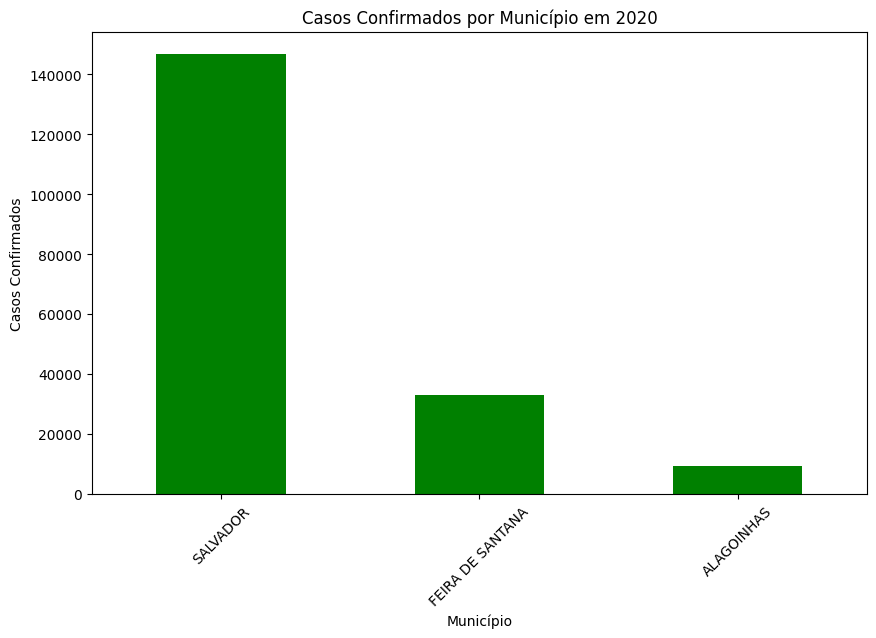 Casos Confirmados por Município em 2020
Casos Confirmados
140000
120000
100000
80000
60000
40000
20000
0
SALVADOR
FEIRA DE SANTANA
ALAGOINHAS
Município